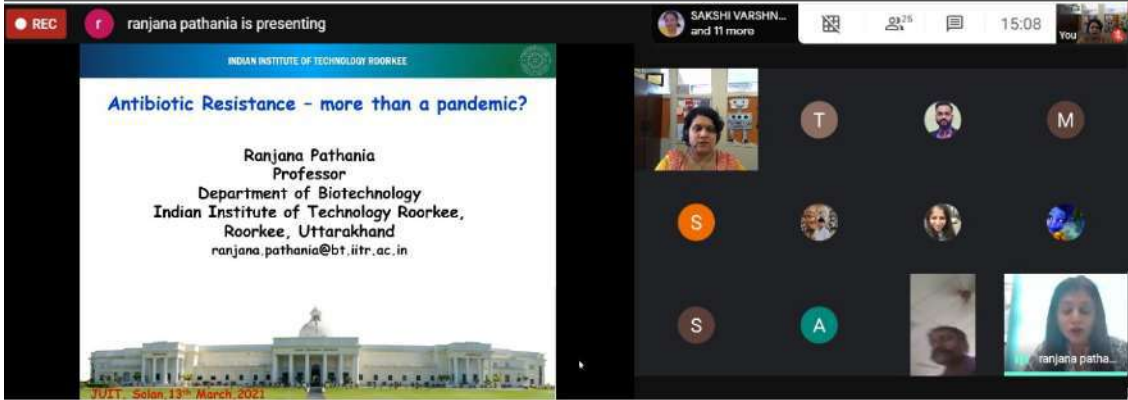 REC
r
ranjana pathania is presenting
SAKSHI VARSHN...
and 11 more
25
15:08
You
INDIAN INSTITUTE OF TECHNOLOGY ROORKEE
Antibiotic Resistance - more than a pandemic?
Ranjana Pathania
Professor
Department of Biotechnology
Indian Institute of Technology Roorkee,
Roorkee, Uttarakhand
ranjana.pathania@bt.iitr.ac.in
JUIT, Solan,13th March,2021
T
M
S
S
A
ranjana patha...